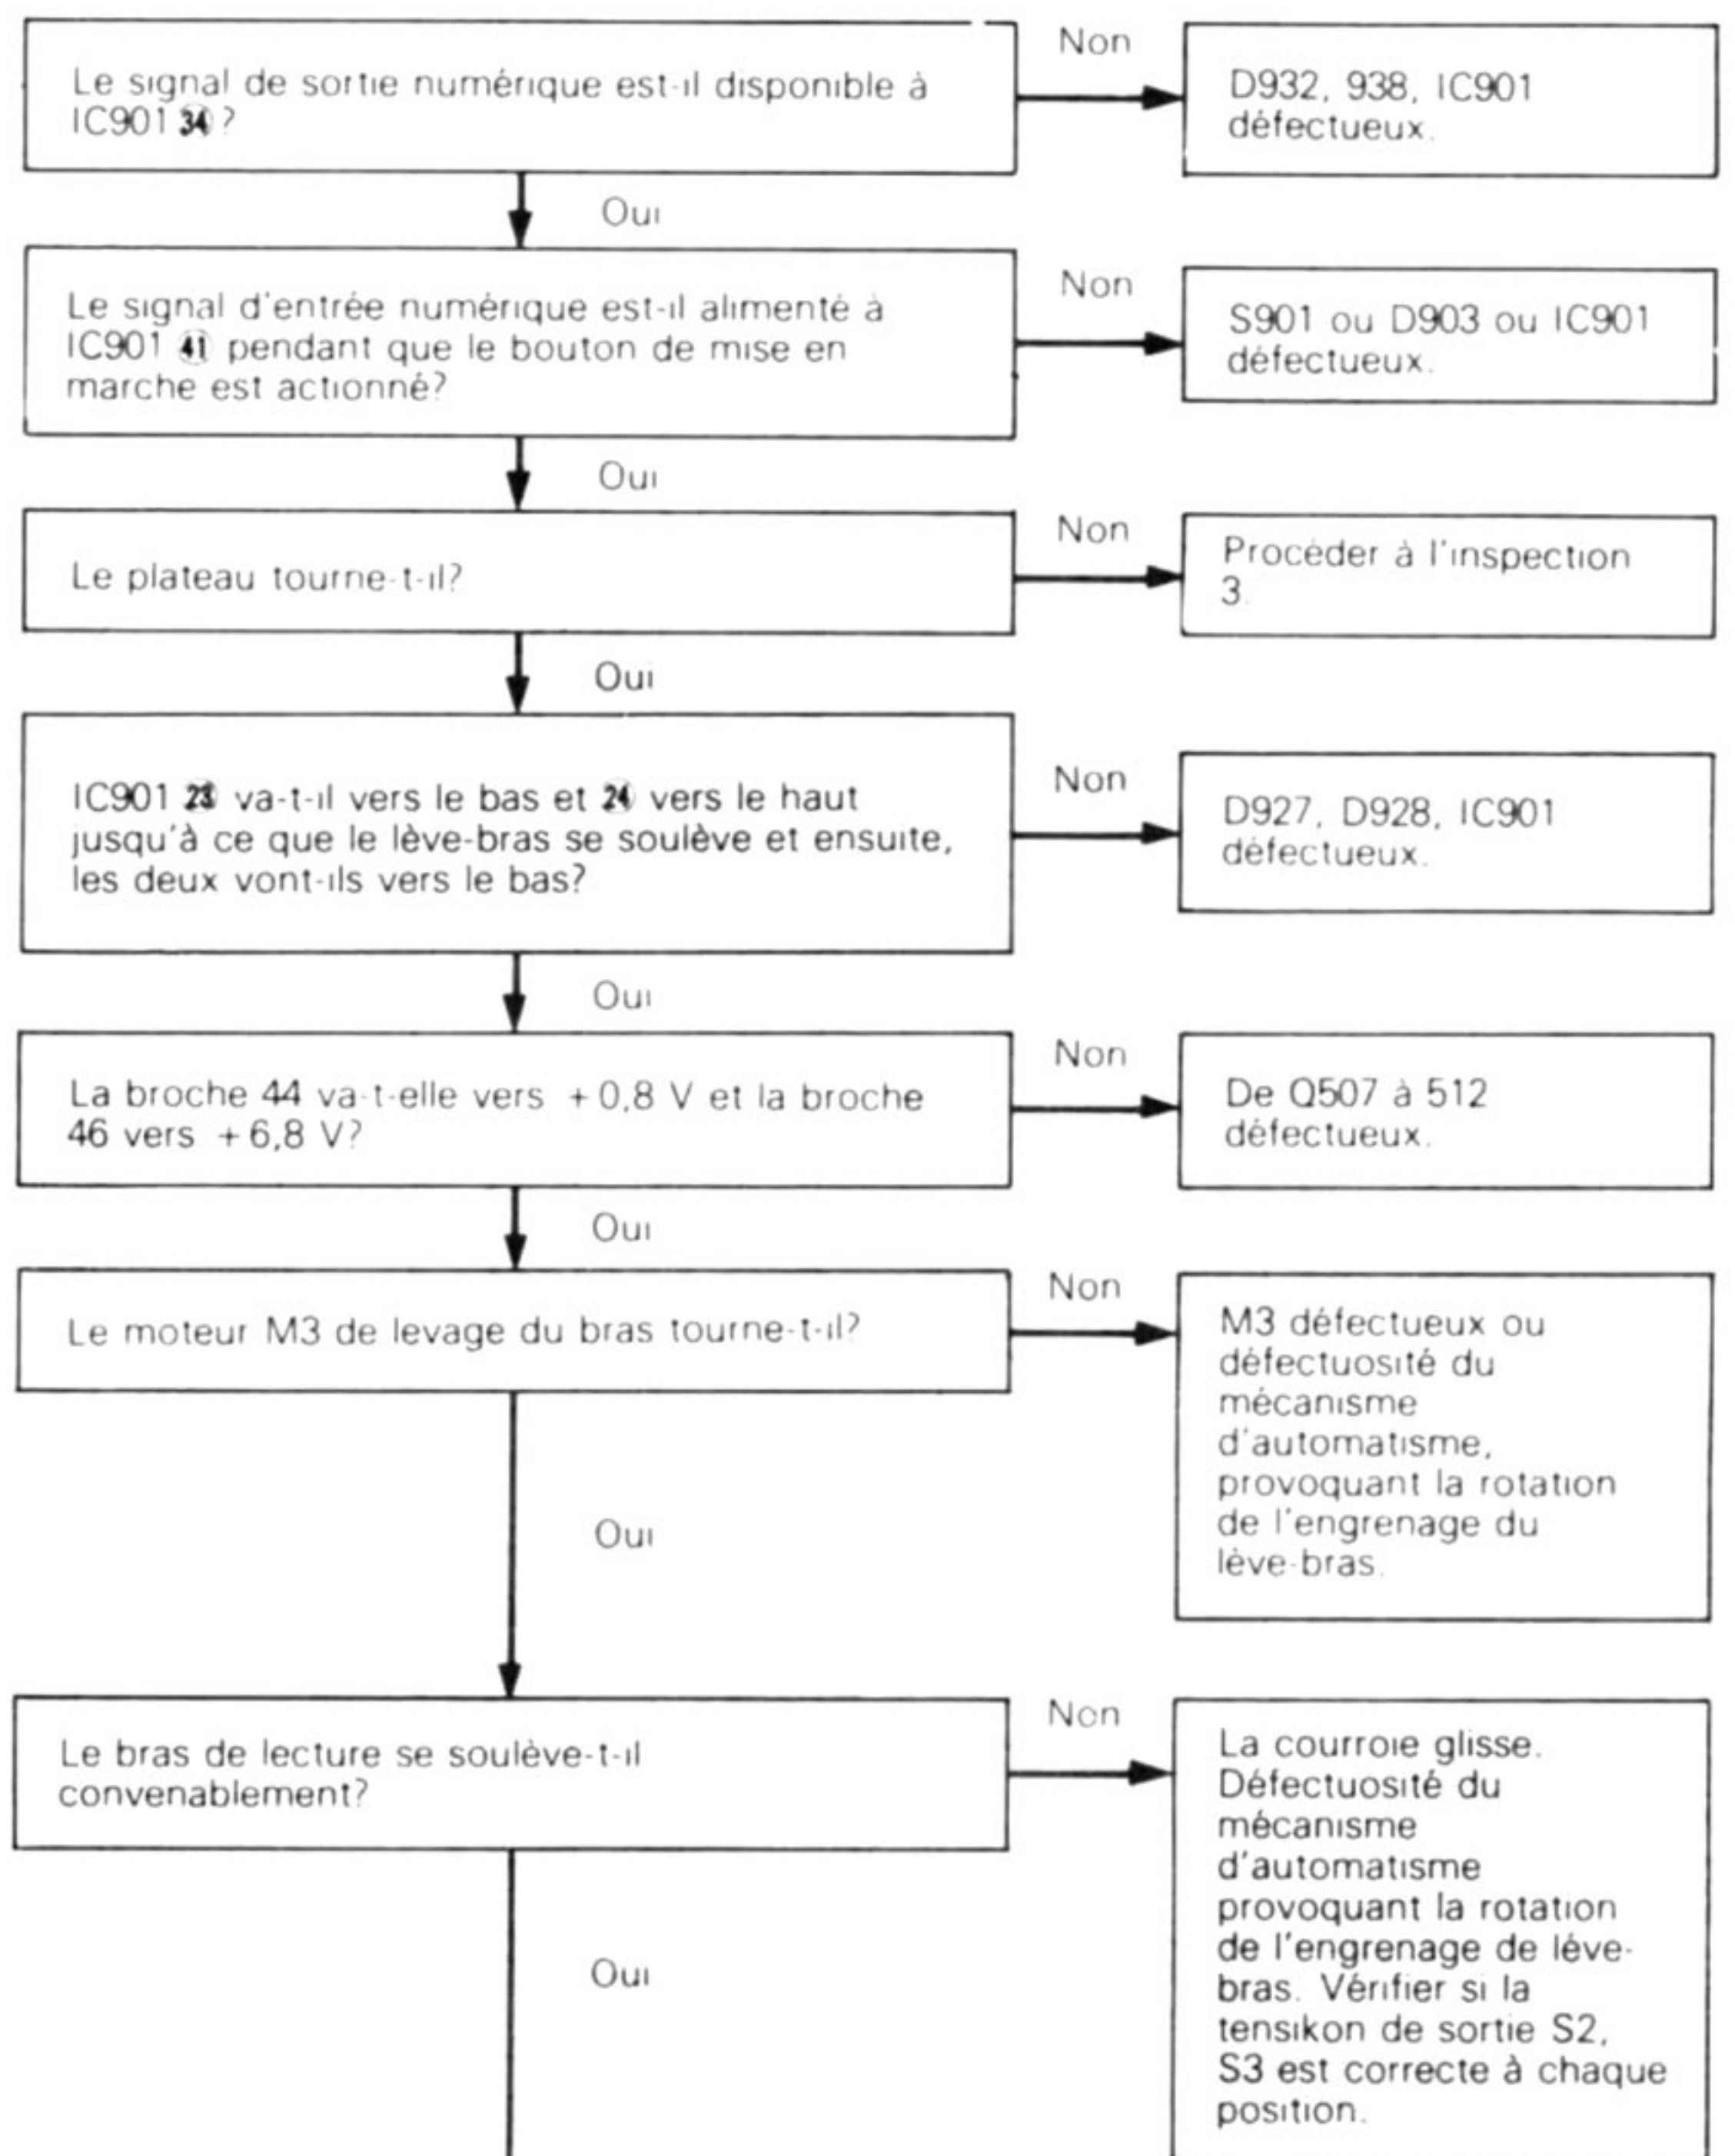 Le signal de sortie numérique est-il disponible à
IC901 34 ?
Non
D932, 938, IC901
défectueux.
Oui
Le signal d'entrée numérique est-il alimenté à
IC901 41 pendant que le bouton de mise en
marche est actionné?
Non
S901 ou D903 ou IC901
défectueux.
Oui
Le plateau tourne-t-il?
Non
Procéder à l'inspection
3.
Oui
IC901 23 va-t-il vers le bas et 24 vers le haut
jusqu'à ce que le lève-bras se soulève et ensuite,
les deux vont-ils vers le bas?
Non
D927, D928, IC901
défectueux.
Oui
La broche 44 va-t-elle vers +0,8 V et la broche
46 vers +6,8 V?
Non
De Q507 à 512
défectueux.
Oui
Le moteur M3 de levage du bras tourne-t-il?
Non
M3 défectueux ou
défectuosité du
mécanisme
d'automatisme,
provoquant la rotation
de l'engrenage du
lève-bras.
Oui
Le bras de lecture se soulève-t-il
convenablement?
Non
La courroie glisse.
Défectuosité du
mécanisme
d'automatisme
provoquant la rotation
de l'engrenage de léve-
bras. Vérifier si la
tensikon de sortie S2,
S3 est correcte à chaque
position.
Oui